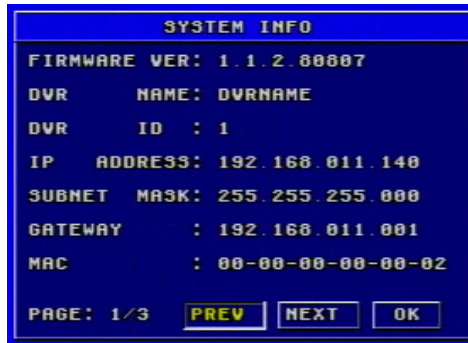 SYSTEM INFO
FIRMWARE VER: 1.1.2.80807
DVR NAME: DVRNAME
DVR ID : 1
IP ADDRESS: 192.168.011.140
SUBNET MASK: 255.255.255.000
GATEWAY : 192.168.011.001
MAC : 00-00-00-00-00-02
PAGE: 1/3 PREV NEXT OK